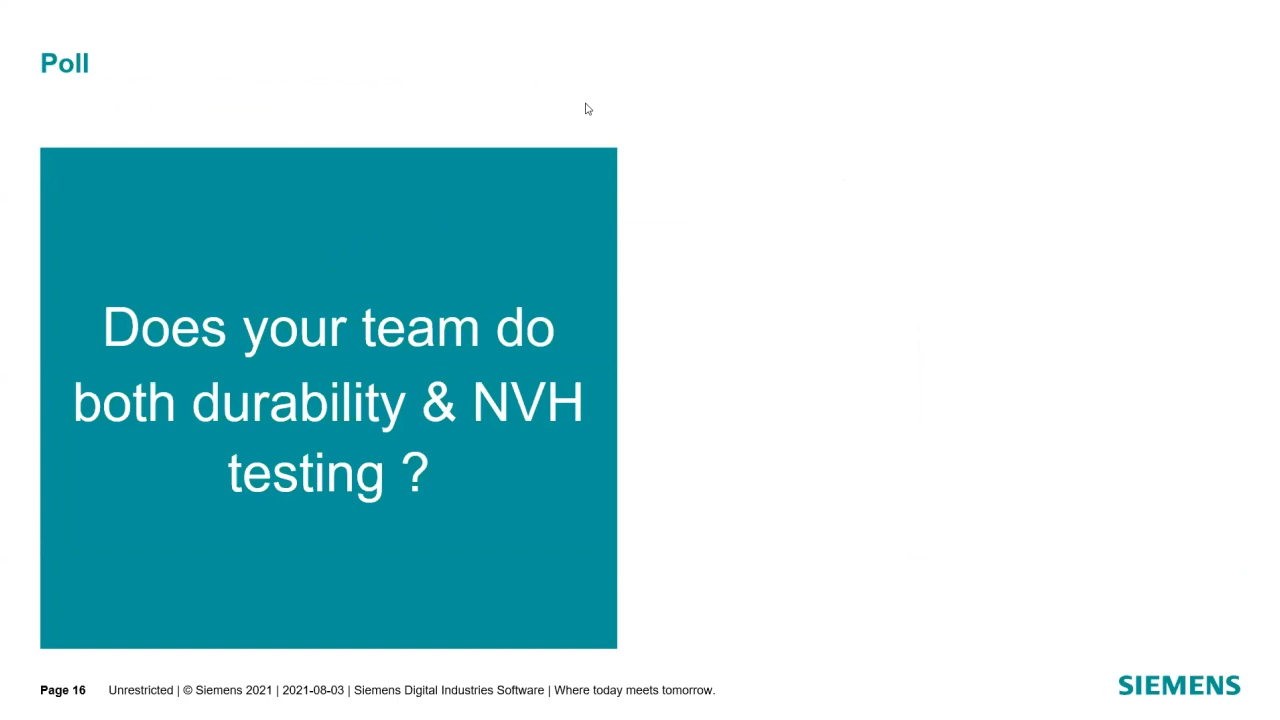 Poll
Does your team do
both durability & NVH
testing ?
Page 16 Unrestricted | © Siemens 2021 | 2021-08-03 | Siemens Digital Industries Software | Where today meets tomorrow.
SIEMENS